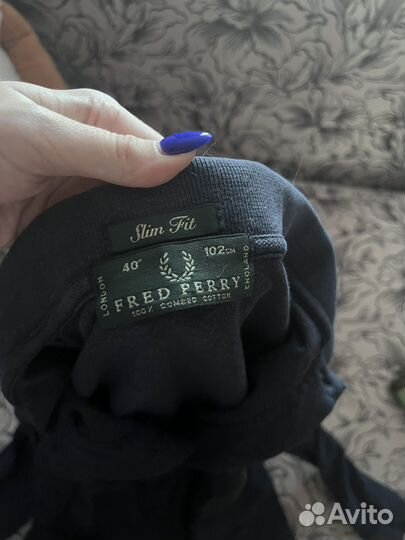 Slim Fit
40" 102CM
LONDON
FRED PERRY
ENGLAND
100% COMBED COTTON
Avito